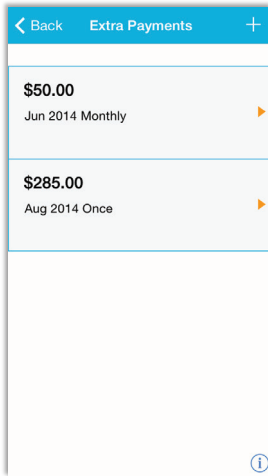 Back Extra Payments +
$50.00
Jun 2014 Monthly
$285.00
Aug 2014 Once
i